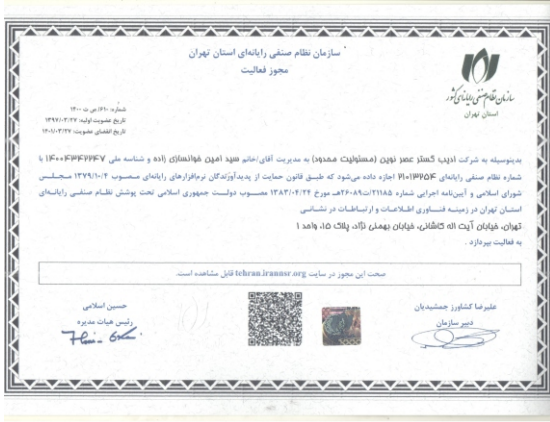 سازمان نظام صنفی رایانه‌ای استان تهران
مجوز فعالیت
سازمان نظام صنفی رایانه‌ای کشور
استان تهران
شماره: ۶۱۰/ص ت ۱۴۰۰
تاریخ عضویت اولیه: ۱۳۹۷/۰۳/۲۷
تاریخ انقضای عضویت: ۱۴۰۱/۰۳/۲۷
بدینوسیله به شرکت ادیب گستر عصر نوین (مسئولیت محدود) به مدیریت آقای/خانم سید امین خوانساری زاده و شناسه ملی ۱۴۰۰۴۳۴۲۲۴۷ با
شماره نظام صنفی رایانه‌ای ۲۱۰۱۳۲۵۴ اجازه داده می‌شود که طبق قانون حمایت از پدیدآورندگان نرم‌افزارهای رایانه‌ای مصوب ۱۳۷۹/۱۰/۴ مجلس
شورای اسلامی و آیین‌نامه اجرایی شماره ۲۱۱۸۵/ت۲۶۰۸۹هـ مورخ ۱۳۸۳/۰۴/۲۲ مصوب دولت جمهوری اسلامی تحت پوشش نظام صنفی رایانه‌ای
استان تهران در زمینه فناوری اطلاعات و ارتباطات در نشانی
تهران، خیابان آیت اله کاشانی، خیابان بهمنی نژاد، پلاک ۱۵، واحد ۱
به فعالیت بپردازد .
صحت این مجوز در سایت tehran.irannsr.org قابل مشاهده است.
علیرضا کشاورز جمشیدیان
دبیر سازمان
حسین اسلامی
رئیس هیات مدیره